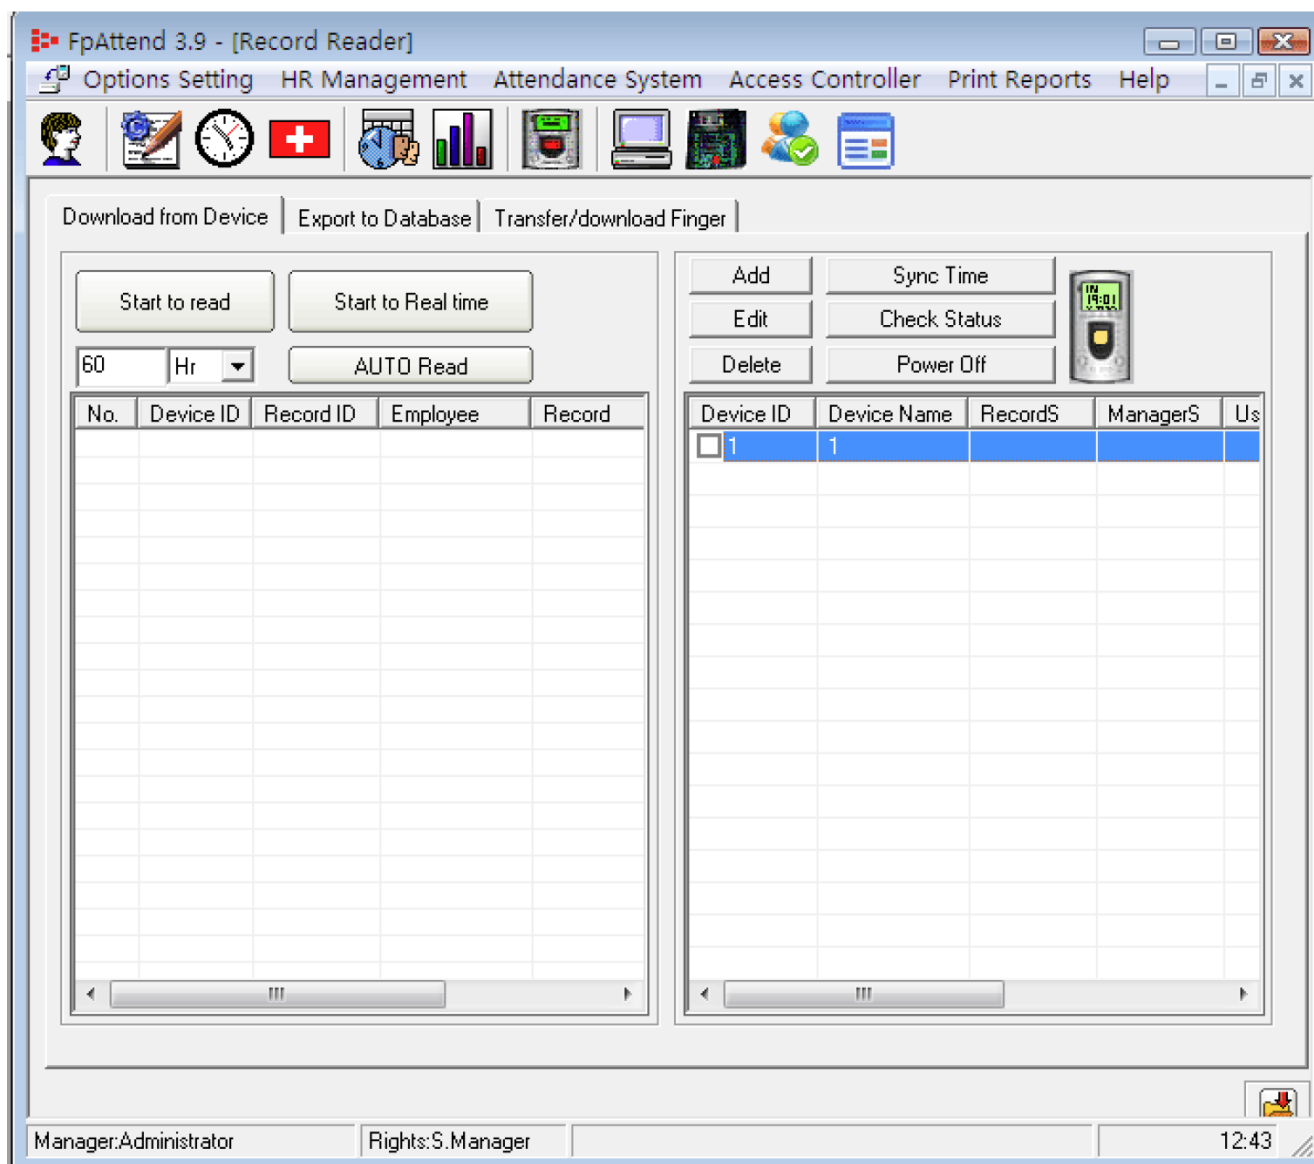 FpAttend 3.9 - [Record Reader]
Options Setting HR Management Attendance System Access Controller Print Reports Help
Download from Device Export to Database Transfer/download Finger
Start to read Start to Real time
60 Hr AUTO Read
No. Device ID Record ID Employee Record
Add Sync Time
Edit Check Status
Delete Power Off
IN
19:01
Device ID Device Name RecordS ManagerS Us
1 1
Manager:Administrator Rights:S.Manager 12:43